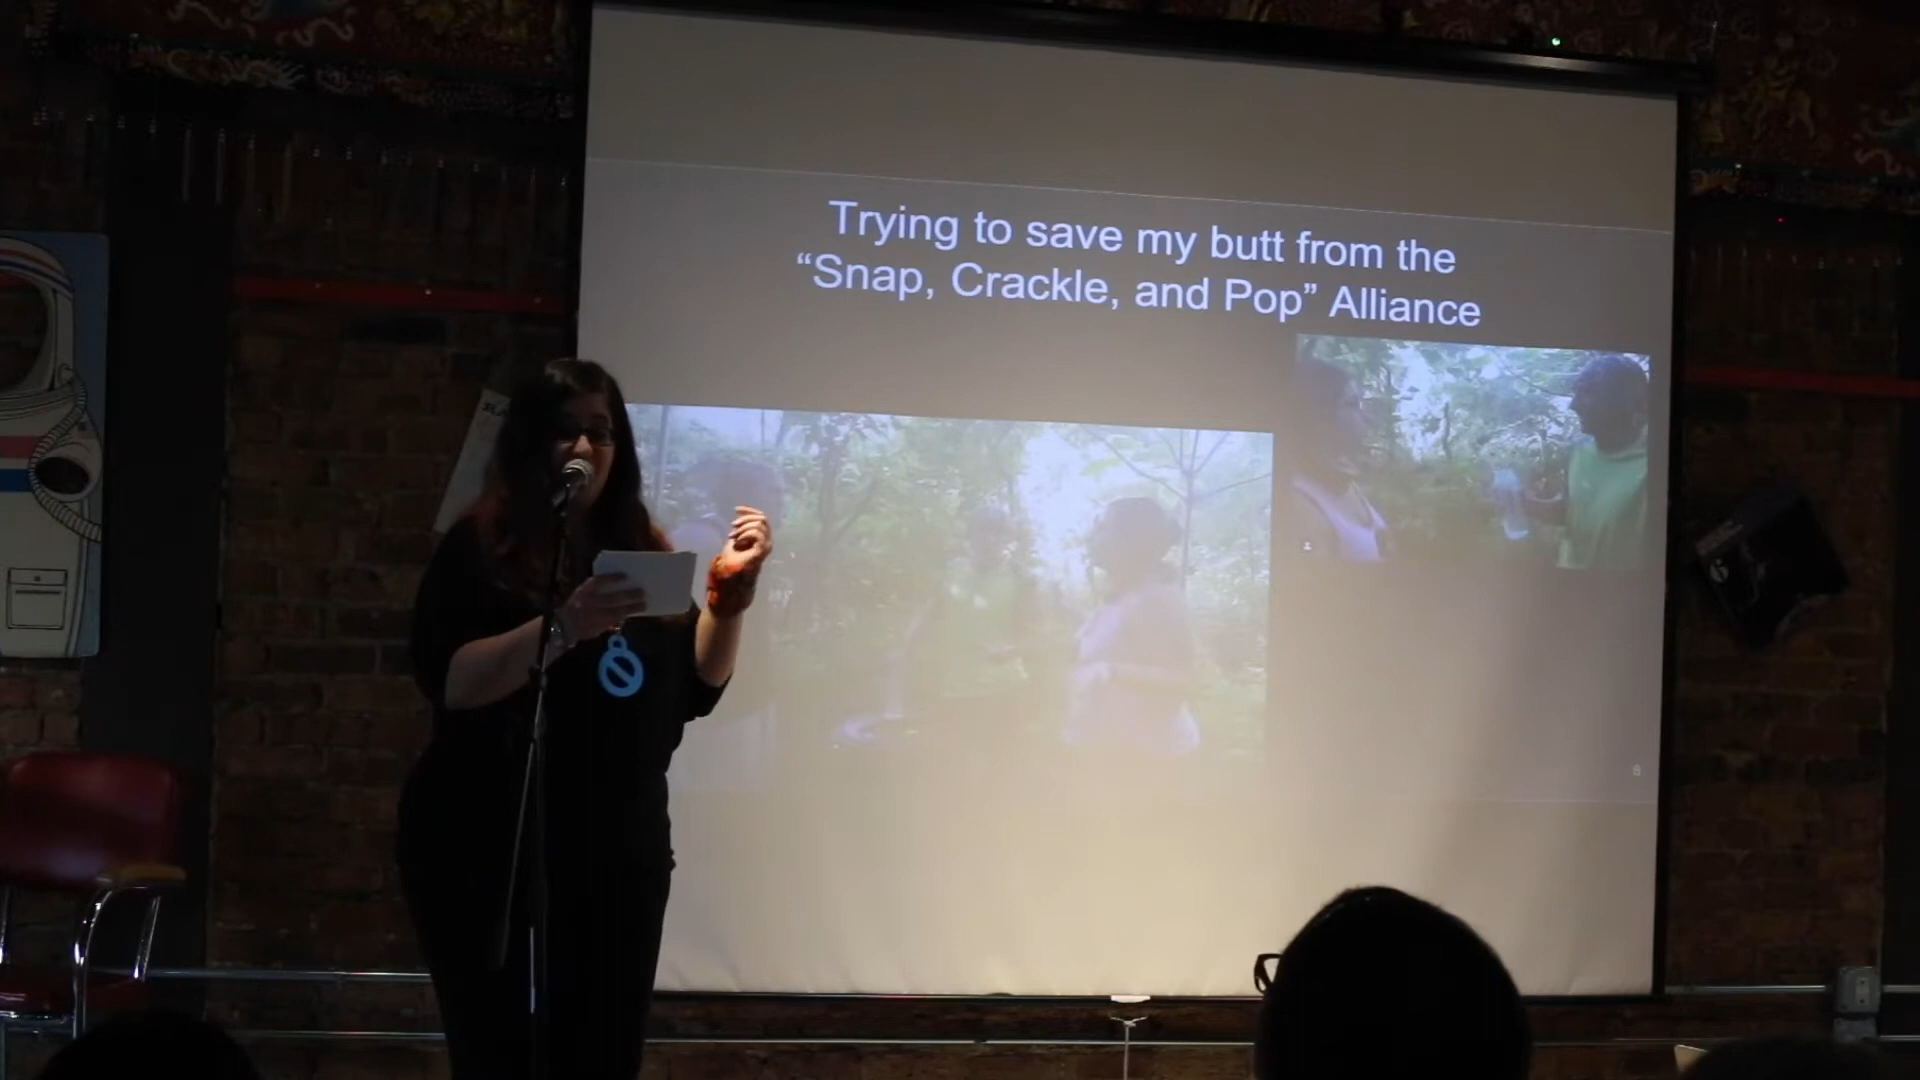 Trying to save my butt from the
“Snap, Crackle, and Pop” Alliance